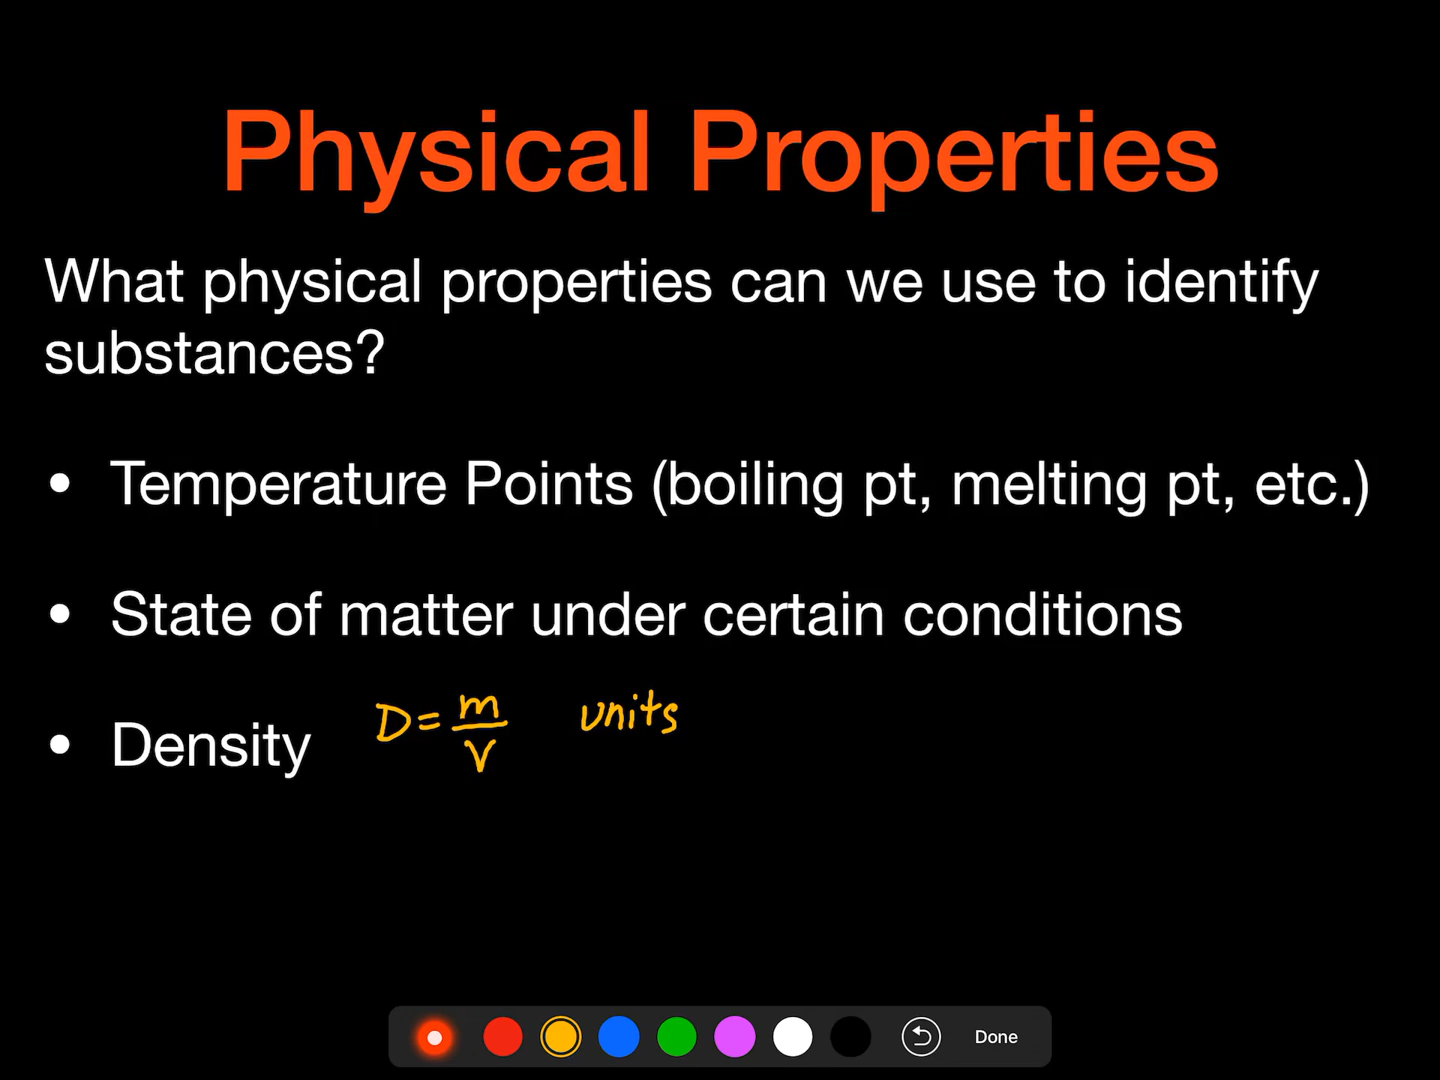 Physical Properties
What physical properties can we use to identify
substances?
• Temperature Points (boiling pt, melting pt, etc.)
• State of matter under certain conditions
• Density D = m/v units
Done